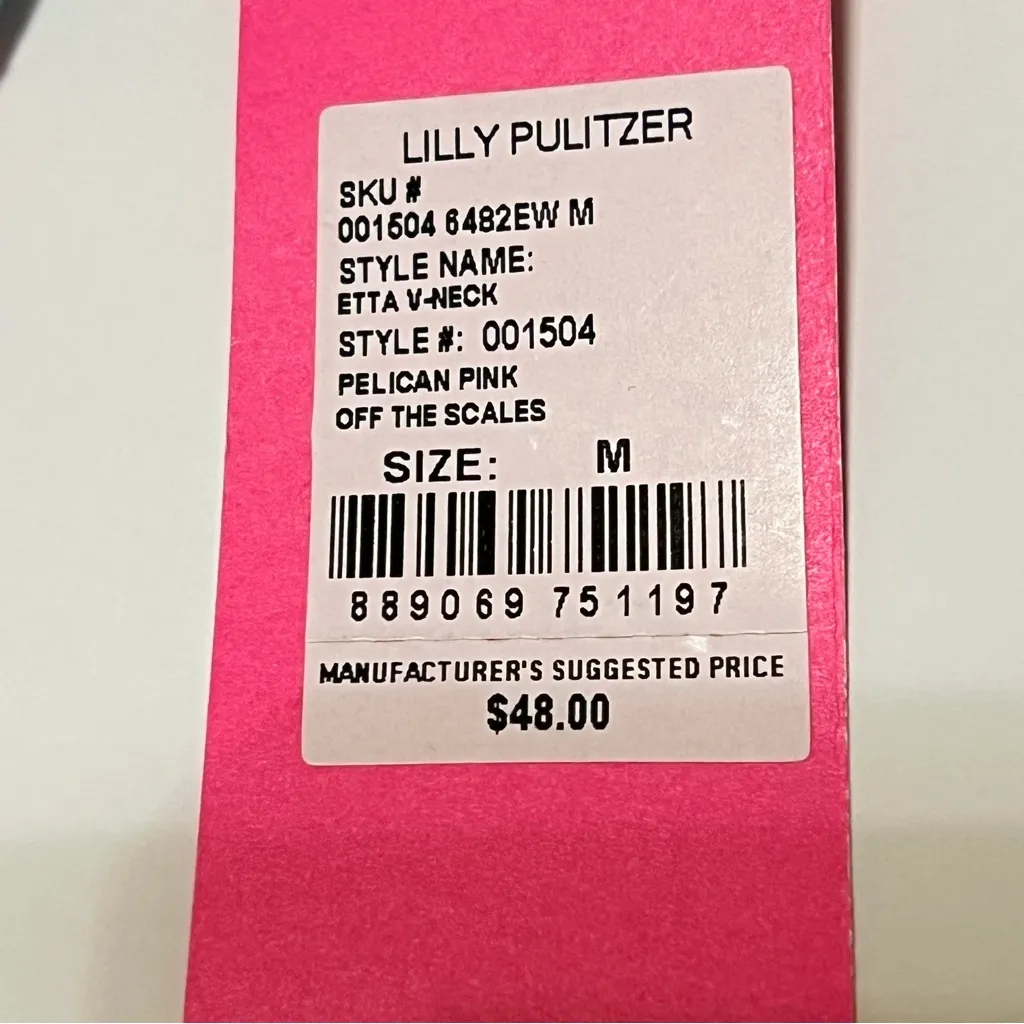 LILLY PULITZER
SKU #
001504 6482EW M
STYLE NAME:
ETTA V-NECK
STYLE #: 001504
PELICAN PINK
OFF THE SCALES
SIZE: M
889069 751197
MANUFACTURER'S SUGGESTED PRICE
$48.00